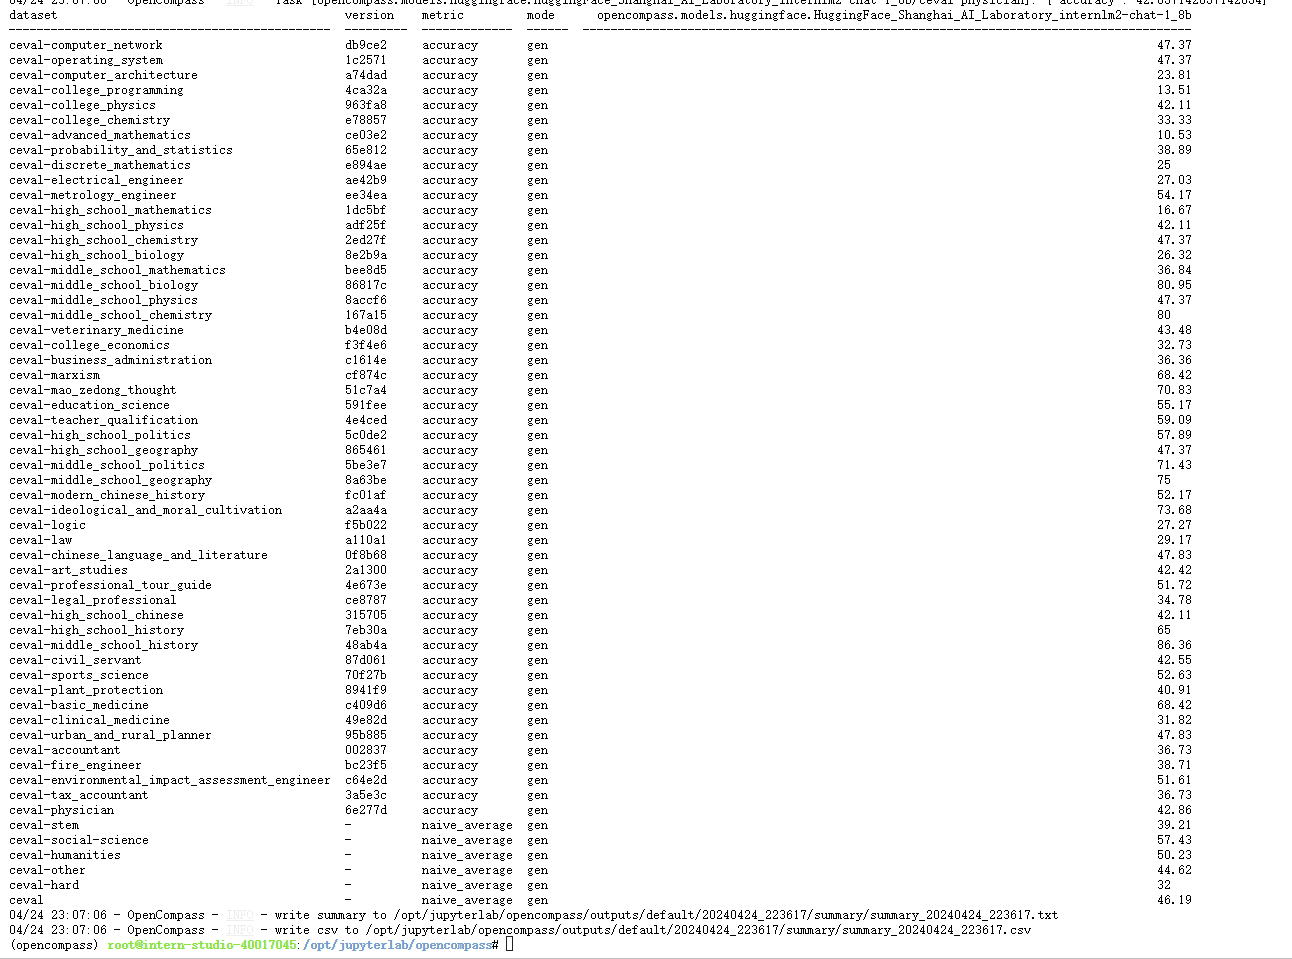 dataset version metric mode opencompass.models.huggingface.HuggingFace_Shanghai_AI_Laboratory_internlm2-chat-1_8b
ceval-computer_network db9ce2 accuracy gen 47.37
ceval-operating_system 1c2571 accuracy gen 47.37
ceval-computer_architecture a74dad accuracy gen 23.81
ceval-college_programming 4ca32a accuracy gen 13.51
ceval-college_physics 963fa8 accuracy gen 42.11
ceval-college_chemistry e78857 accuracy gen 33.33
ceval-advanced_mathematics ce03e2 accuracy gen 10.53
ceval-probability_and_statistics 65e812 accuracy gen 38.89
ceval-discrete_mathematics e894ae accuracy gen 25
ceval-electrical_engineer ae42b9 accuracy gen 27.03
ceval-metrology_engineer ee34ea accuracy gen 54.17
ceval-high_school_mathematics 1dc5bf accuracy gen 16.67
ceval-high_school_physics adf25f accuracy gen 42.11
ceval-high_school_chemistry 2ed27f accuracy gen 47.37
ceval-high_school_biology 8e2b9a accuracy gen 26.32
ceval-middle_school_mathematics bee8d5 accuracy gen 36.84
ceval-middle_school_biology 86817c accuracy gen 80.95
ceval-middle_school_physics 8accf6 accuracy gen 47.37
ceval-middle_school_chemistry 167a15 accuracy gen 80
ceval-veterinary_medicine b4e08d accuracy gen 43.48
ceval-college_economics f3f4e6 accuracy gen 32.73
ceval-business_administration c1614e accuracy gen 36.36
ceval-marxism cf874c accuracy gen 68.42
ceval-mao_zedong_thought 51c7a4 accuracy gen 70.83
ceval-education_science 591fee accuracy gen 55.17
ceval-teacher_qualification 4e4ced accuracy gen 59.09
ceval-high_school_politics 5c0de2 accuracy gen 57.89
ceval-high_school_geography 865461 accuracy gen 47.37
ceval-middle_school_politics 5be3e7 accuracy gen 71.43
ceval-middle_school_geography 8a63be accuracy gen 75
ceval-modern_chinese_history fc01af accuracy gen 52.17
ceval-ideological_and_moral_cultivation a2aa4a accuracy gen 73.68
ceval-logic f5b022 accuracy gen 27.27
ceval-law a110a1 accuracy gen 29.17
ceval-chinese_language_and_literature 0f8b68 accuracy gen 47.83
ceval-art_studies 2a1300 accuracy gen 42.42
ceval-professional_tour_guide 4e673e accuracy gen 51.72
ceval-legal_professional ce8787 accuracy gen 34.78
ceval-high_school_chinese 315705 accuracy gen 42.11
ceval-high_school_history 7eb30a accuracy gen 65
ceval-middle_school_history 48ab4a accuracy gen 86.36
ceval-civil_servant 87d061 accuracy gen 42.55
ceval-sports_science 70f27b accuracy gen 52.63
ceval-plant_protection 8941f9 accuracy gen 40.91
ceval-basic_medicine c409d6 accuracy gen 68.42
ceval-clinical_medicine 49e82d accuracy gen 31.82
ceval-urban_and_rural_planner 95b885 accuracy gen 47.83
ceval-accountant 002837 accuracy gen 36.73
ceval-fire_engineer bc23f5 accuracy gen 38.71
ceval-environmental_impact_assessment_engineer c64e2d accuracy gen 51.61
ceval-tax_accountant 3a5e3c accuracy gen 36.73
ceval-physician 6e277d accuracy gen 42.86
ceval-stem - naive_average gen 39.21
ceval-social-science - naive_average gen 57.43
ceval-humanities - naive_average gen 50.23
ceval-other - naive_average gen 44.62
ceval-hard - naive_average gen 32
ceval - naive_average gen 46.19
04/24 23:07:06 - OpenCompass - INFO - write summary to /opt/jupyterlab/opencompass/outputs/default/20240424_223617/summary/summary_20240424_223617.txt
04/24 23:07:06 - OpenCompass - INFO - write csv to /opt/jupyterlab/opencompass/outputs/default/20240424_223617/summary/summary_20240424_223617.csv
(opencompass) root@intern-studio-40017045:/opt/jupyterlab/opencompass#